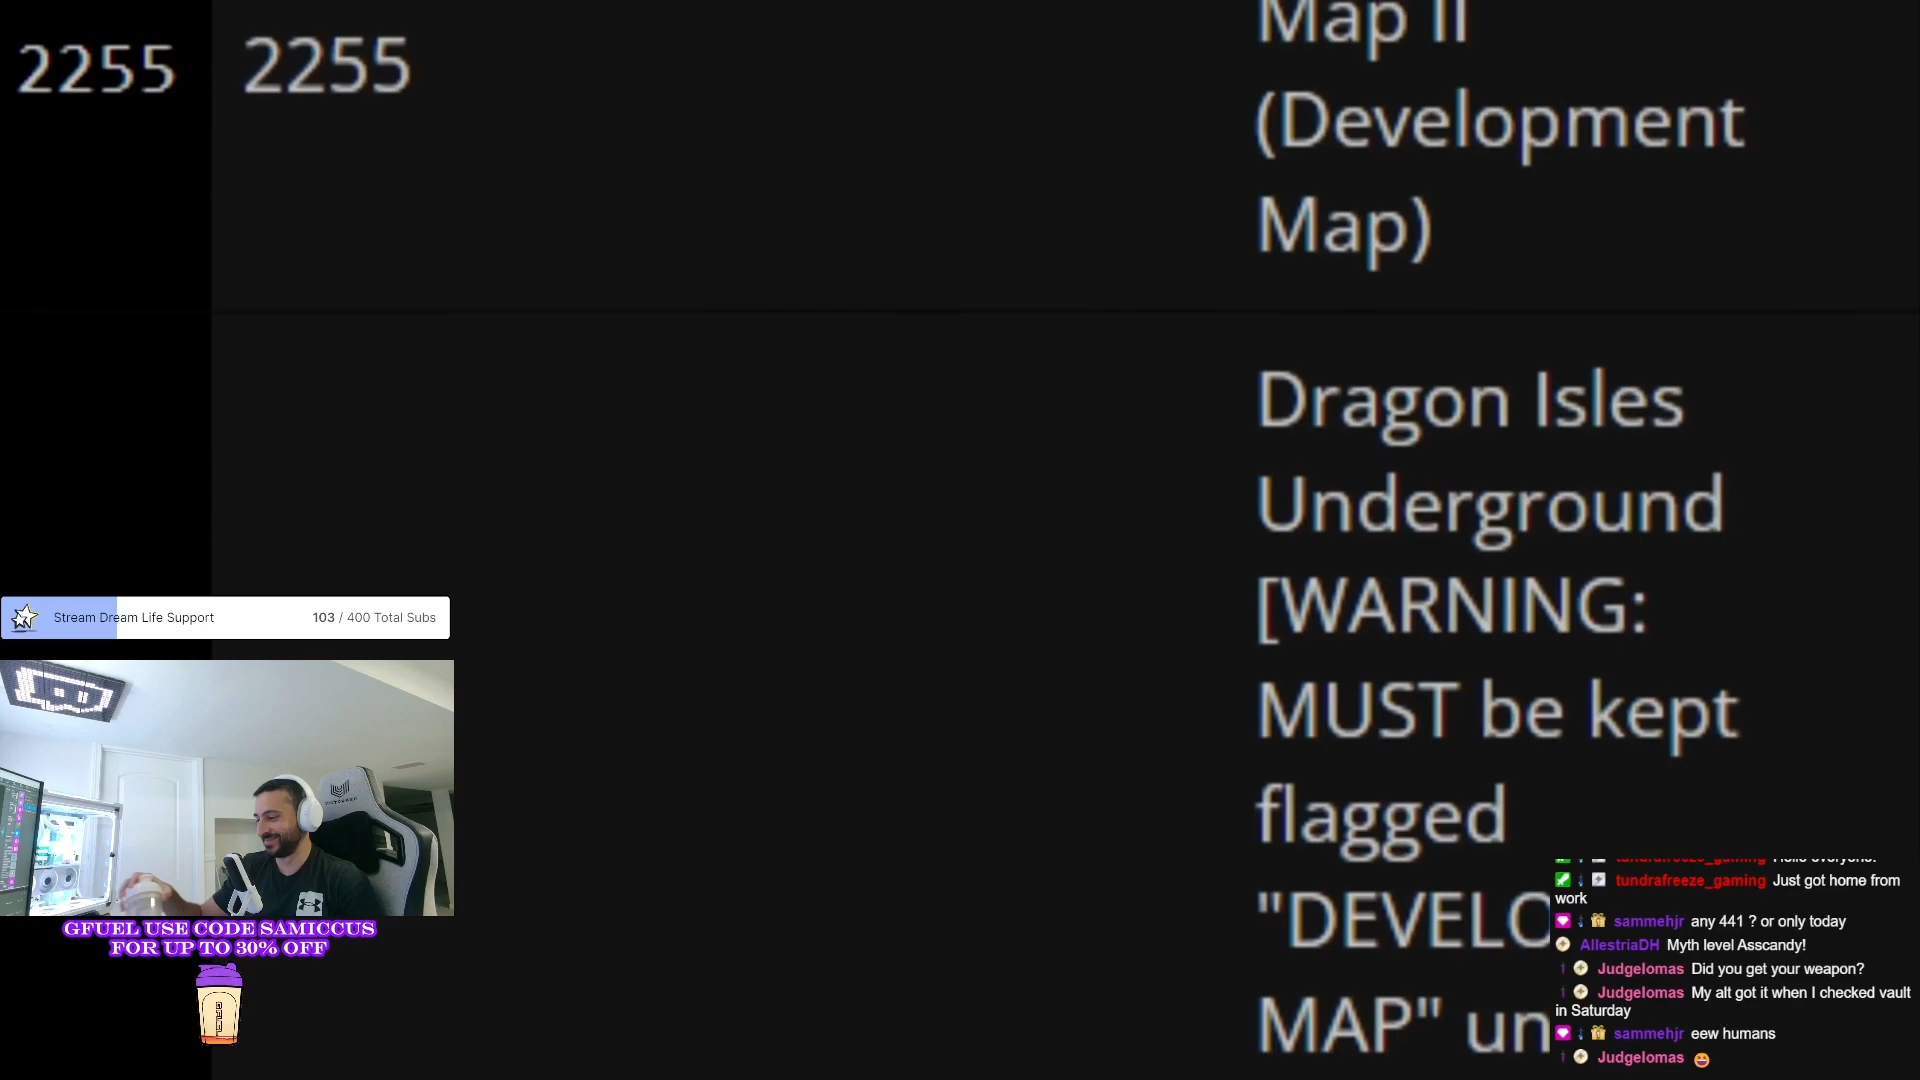 2255
2255
Map II
(Development
Map)
Dragon Isles
Underground
[WARNING:
MUST be kept
flagged
"DEVELO
MAP" un
Stream Dream Life Support
103 / 400 Total Subs
GFUEL USE CODE SAMICCUS
FOR UP TO 30% OFF
tundrafreeze_gaming Hello everyone!
tundrafreeze_gaming Just got home from
work
sammehjr any 441 ? or only today
AllestriaDH Myth level Asscandy!
Judgelomas Did you get your weapon?
Judgelomas My alt got it when I checked vault
in Saturday
sammehjr eew humans
Judgelomas